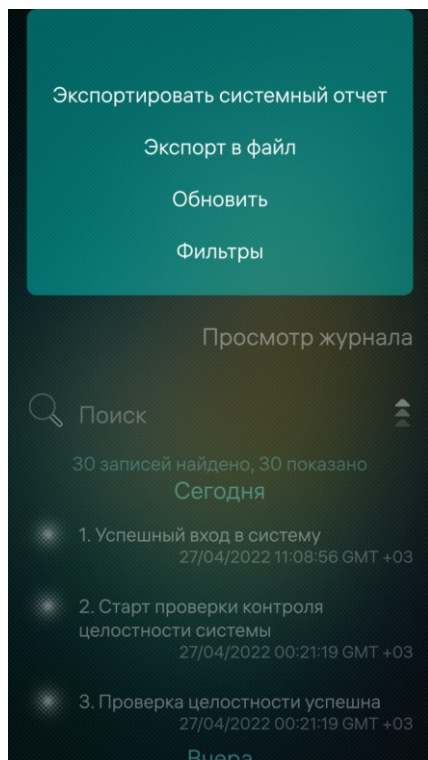 Экспортировать системный отчет
Экспорт в файл
Обновить
Фильтры
Просмотр журнала
Поиск
30 записей найдено, 30 показано
Сегодня
1. Успешный вход в систему
27/04/2022 11:08:56 GMT +03
2. Старт проверки контроля
целостности системы
27/04/2022 00:21:19 GMT +03
3. Проверка целостности успешна
27/04/2022 00:21:19 GMT +03
Вчера